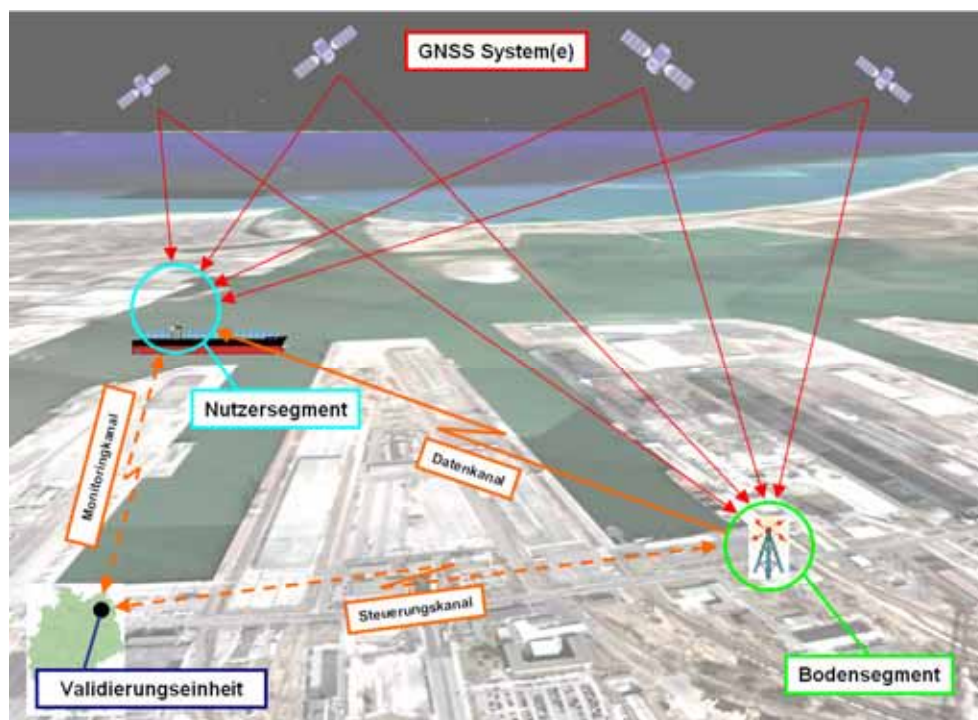 GNSS System(e)
Nutzersegment
Monitoringkanal
Datenkanal
Steuerungskanal
Validierungseinheit
Bodensegment